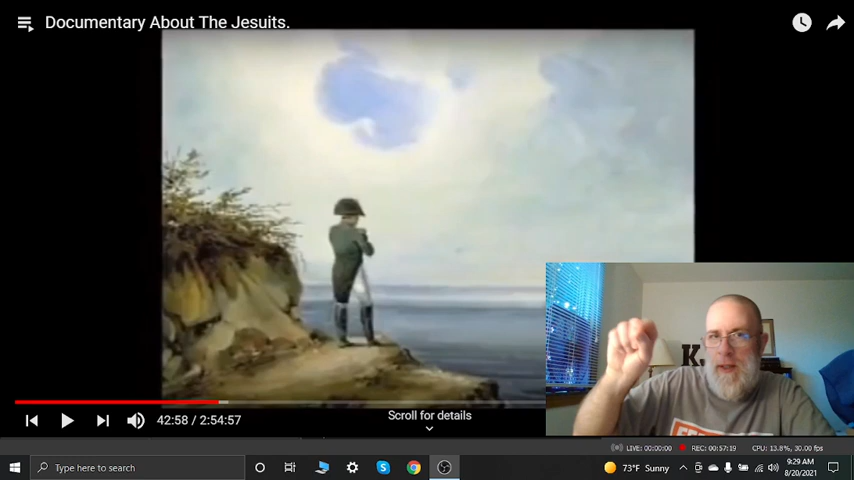 Documentary About The Jesuits.
42:58 / 2:54:57
Scroll for details
K
LIVE: 00:00:00
REC: 00:57:19
CPU: 13.8%, 30.00 fps
Type here to search
73°F Sunny
9:29 AM
8/20/2021